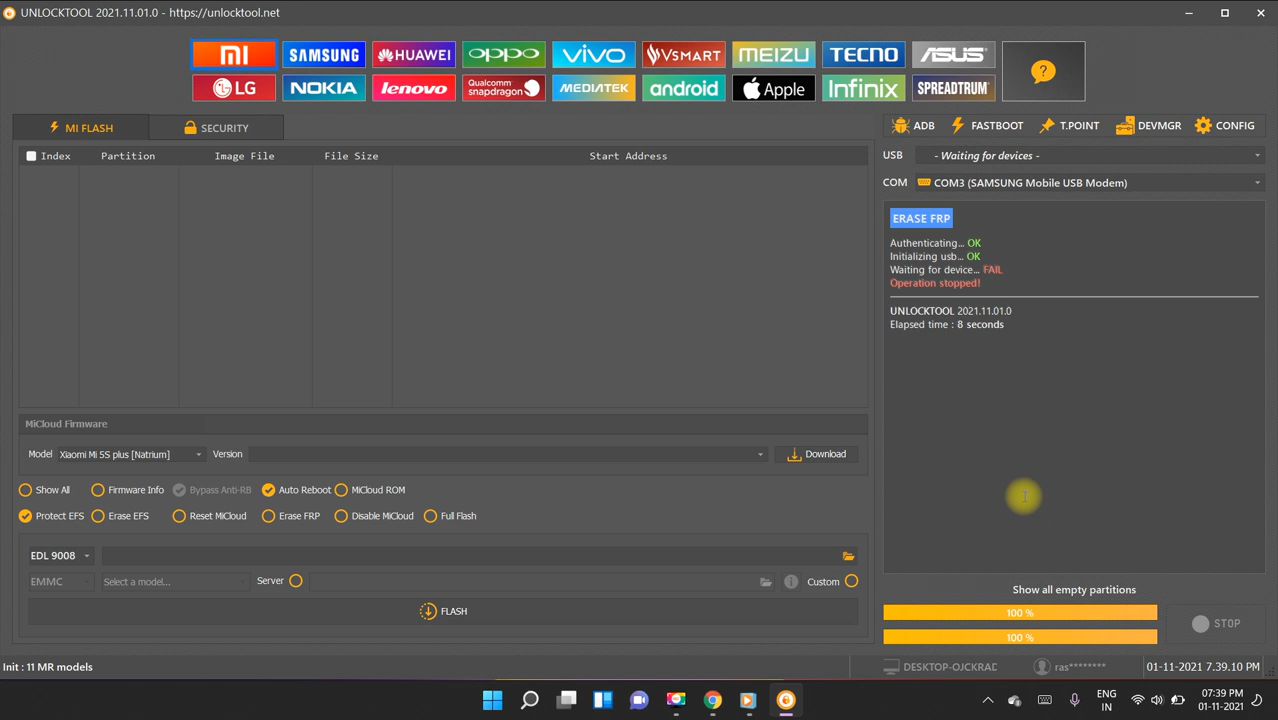 UNLOCKTOOL 2021.11.01.0 - https://unlocktool.net
MI SAMSUNG HUAWEI OPPO vivo VSMART MEIZU TECNO ASUS
LG NOKIA lenovo Qualcomm snapdragon MEDIATEK android Apple Infinix SPREADTRUM
?
MI FLASH SECURITY
ADB FASTBOOT T.POINT DEVMGR CONFIG
Index Partition Image File File Size Start Address
USB - Waiting for devices -
COM COM3 (SAMSUNG Mobile USB Modem)
ERASE FRP
Authenticating... OK
Initializing usb... OK
Waiting for device... FAIL
Operation stopped!
UNLOCKTOOL 2021.11.01.0
Elapsed time : 8 seconds
MiCloud Firmware
Model Xiaomi Mi 5S plus [Natrium] Version Download
Show All Firmware Info Bypass Anti-RB Auto Reboot MiCloud ROM
Protect EFS Erase EFS Reset MiCloud Erase FRP Disable MiCloud Full Flash
EDL 9008
EMMC Select a model... Server Custom
FLASH
Show all empty partitions
100 %
100 %
STOP
Init : 11 MR models
DESKTOP-OJCKRAD ras******** 01-11-2021 7.39.10 PM
ENG
IN
07:39 PM
01-11-2021